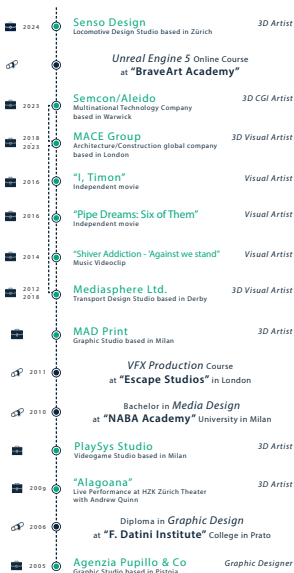 2024
Senso Design
3D Artist
Locomotive Design Studio based in Zürich
Unreal Engine 5 Online Course
at “BraveArt Academy”
2023
Semcon/Aleido
3D CGI Artist
Multinational Technology Company
based in Warwick
2018
2023
MACE Group
3D Visual Artist
Architecture/Construction global company
based in London
2016
“I, Timon”
Visual Artist
Independent movie
2016
“Pipe Dreams: Six of Them”
Visual Artist
Independent movie
2014
“Shiver Addiction - 'Against we stand”
Visual Artist
Music Videoclip
2012
2018
Mediasphere Ltd.
3D Visual Artist
Transport Design Studio based in Derby
MAD Print
3D Artist
Graphic Studio based in Milan
2011
VFX Production Course
at “Escape Studios” in London
2010
Bachelor in Media Design
at “NABA Academy” University in Milan
PlaySys Studio
3D Artist
Videogame Studio based in Milan
2009
“Alagoana”
3D Artist
Live Performance at HZK Zürich Theater
with Andrew Quinn
2006
Diploma in Graphic Design
at “F. Datini Institute” College in Prato
2005
Agenzia Pupillo & Co
Graphic Designer
Graphic Studio based in Pistoia